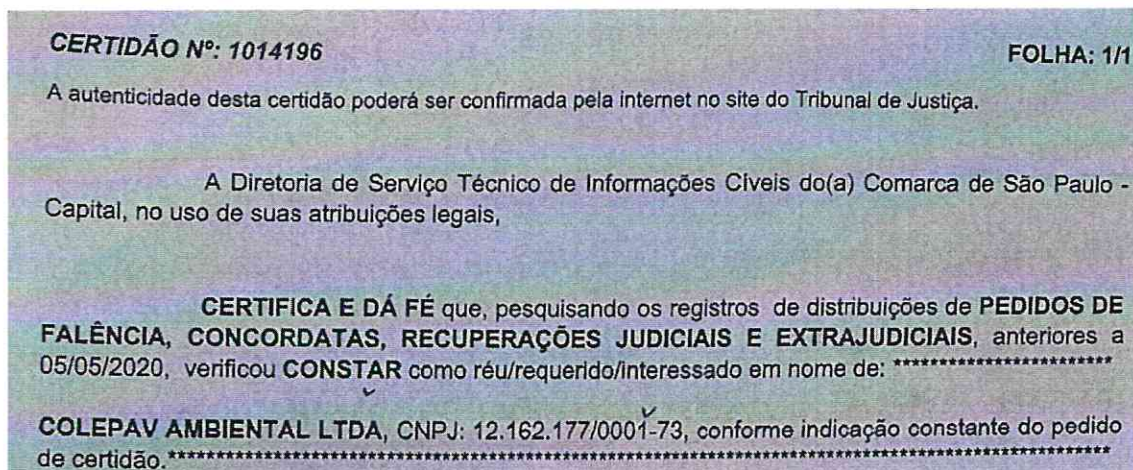 CERTIDÃO Nº: 1014196 FOLHA: 1/1
A autenticidade desta certidão poderá ser confirmada pela internet no site do Tribunal de Justiça.
A Diretoria de Serviço Técnico de Informações Cíveis do(a) Comarca de São Paulo -
Capital, no uso de suas atribuições legais,
CERTIFICA E DÁ FÉ que, pesquisando os registros de distribuições de PEDIDOS DE
FALÊNCIA, CONCORDATAS, RECUPERAÇÕES JUDICIAIS E EXTRAJUDICIAIS, anteriores a
05/05/2020, verificou CONSTAR como réu/requerido/interessado em nome de: ************************
COLEPAV AMBIENTAL LTDA, CNPJ: 12.162.177/0001-73, conforme indicação constante do pedido
de certidão.****************************************************************************************************